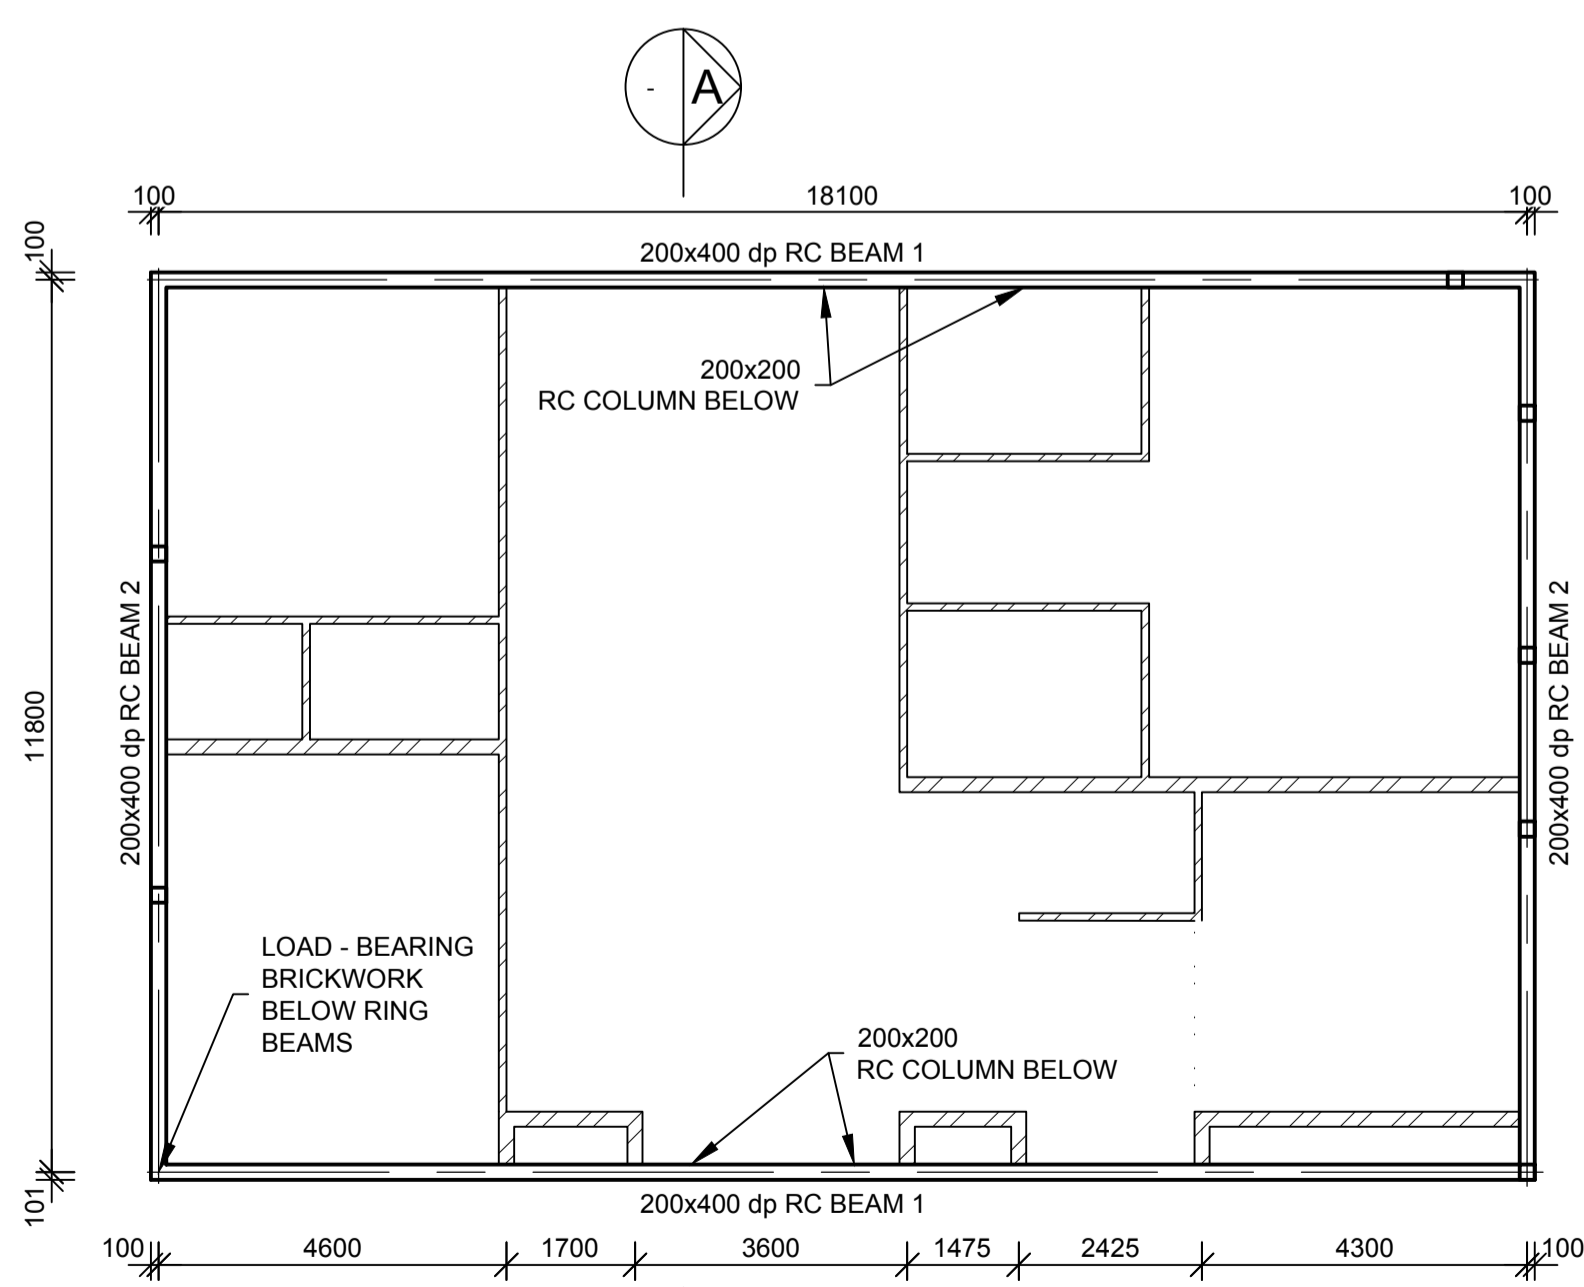 -
A
100
18100
100
100
200x400 dp RC BEAM 1
200x200
RC COLUMN BELOW
200x400 dp RC BEAM 2
200x400 dp RC BEAM 2
11800
LOAD - BEARING
BRICKWORK
BELOW RING
BEAMS
200x200
RC COLUMN BELOW
101
200x400 dp RC BEAM 1
100
4600
1700
3600
1475
2425
4300
100